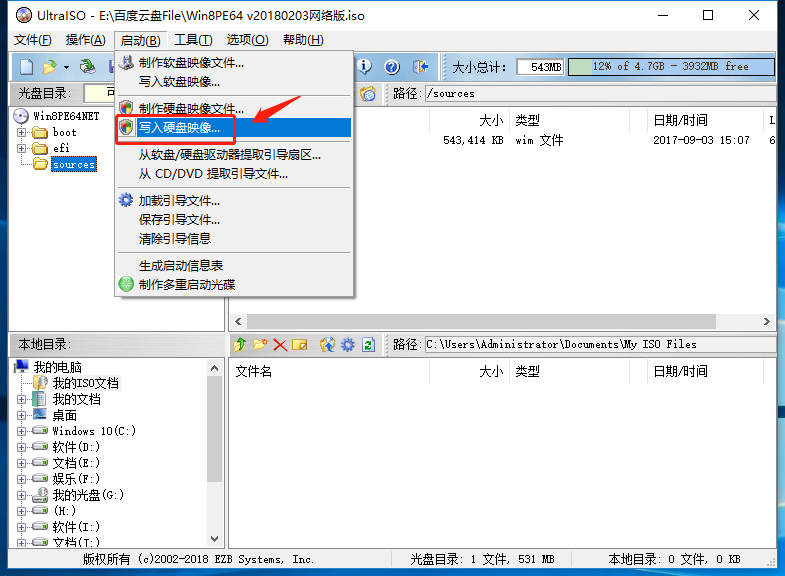 UltraISO - E:\百度云盘File\Win8PE64 v20180203网络版.iso
文件(F) 操作(A) 启动(B) 工具(T) 选项(O) 帮助(H)
大小总计: 543MB 12% of 4.7GB - 3932MB free
光盘目录: 可
路径: /sources
Win8PE64NET
boot
efi
sources
制作软盘映像文件...
写入软盘映像...
制作硬盘映像文件...
写入硬盘映像...
从软盘/硬盘驱动器提取引导扇区...
从 CD/DVD 提取引导文件...
加载引导文件...
保存引导文件...
清除引导信息
生成启动信息表
制作多重启动光碟
大小 类型 日期/时间 L
543,414 KB wim 文件 2017-09-03 15:07 6
本地目录:
路径: C:\Users\Administrator\Documents\My ISO Files
我的电脑
我的ISO文档
我的文档
桌面
Windows 10(C:)
软件(D:)
文档(E:)
娱乐(F:)
我的光盘(G:)
(H:)
软件(I:)
文档(T:)
文件名 大小 类型 日期/时间
版权所有 (c)2002-2018 EZB Systems, Inc. 光盘目录: 1 文件, 531 MB 本地目录: 0 文件, 0 KB